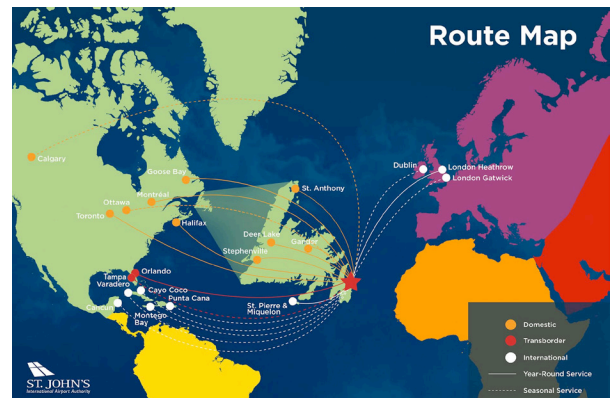 Route Map
Calgary
Goose Bay
Montréal
Ottawa
Toronto
Halifax
St. Anthony
Deer Lake
Gander
Stephenville
Dublin
London Heathrow
London Gatwick
Orlando
Tampa
Varadero
Cayo Coco
Punta Cana
Cancun
Montego
Bay
St. Pierre &
Miquelon
Domestic
Transborder
International
Year-Round Service
Seasonal Service
ST. JOHN'S
International Airport Authority